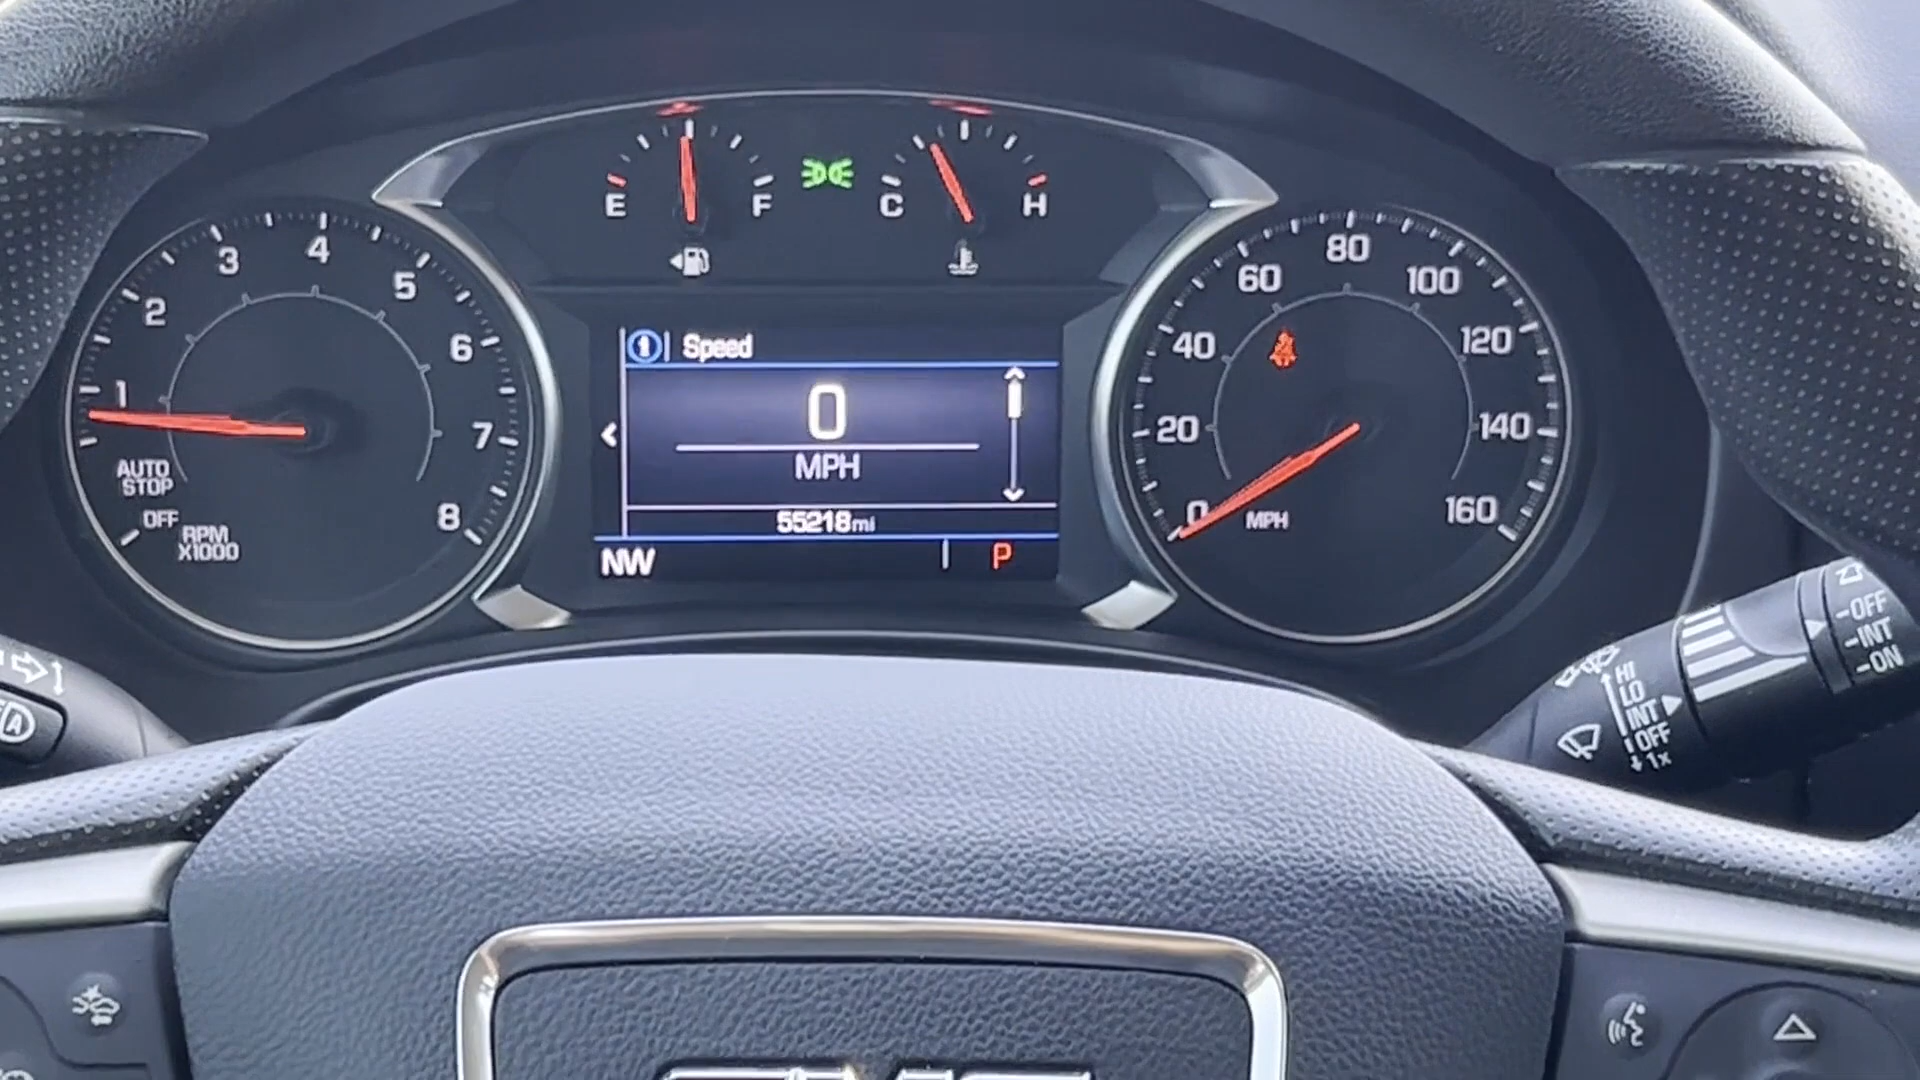 E F C H
1 2 3 4 5 6 7 8
AUTO
STOP
OFF
RPM
X1000
Speed
0
MPH
55218mi
NW P
0 20 40 60 80 100 120 140 160
MPH
OFF
INT
ON
HI
LO
INT
OFF
1x
A